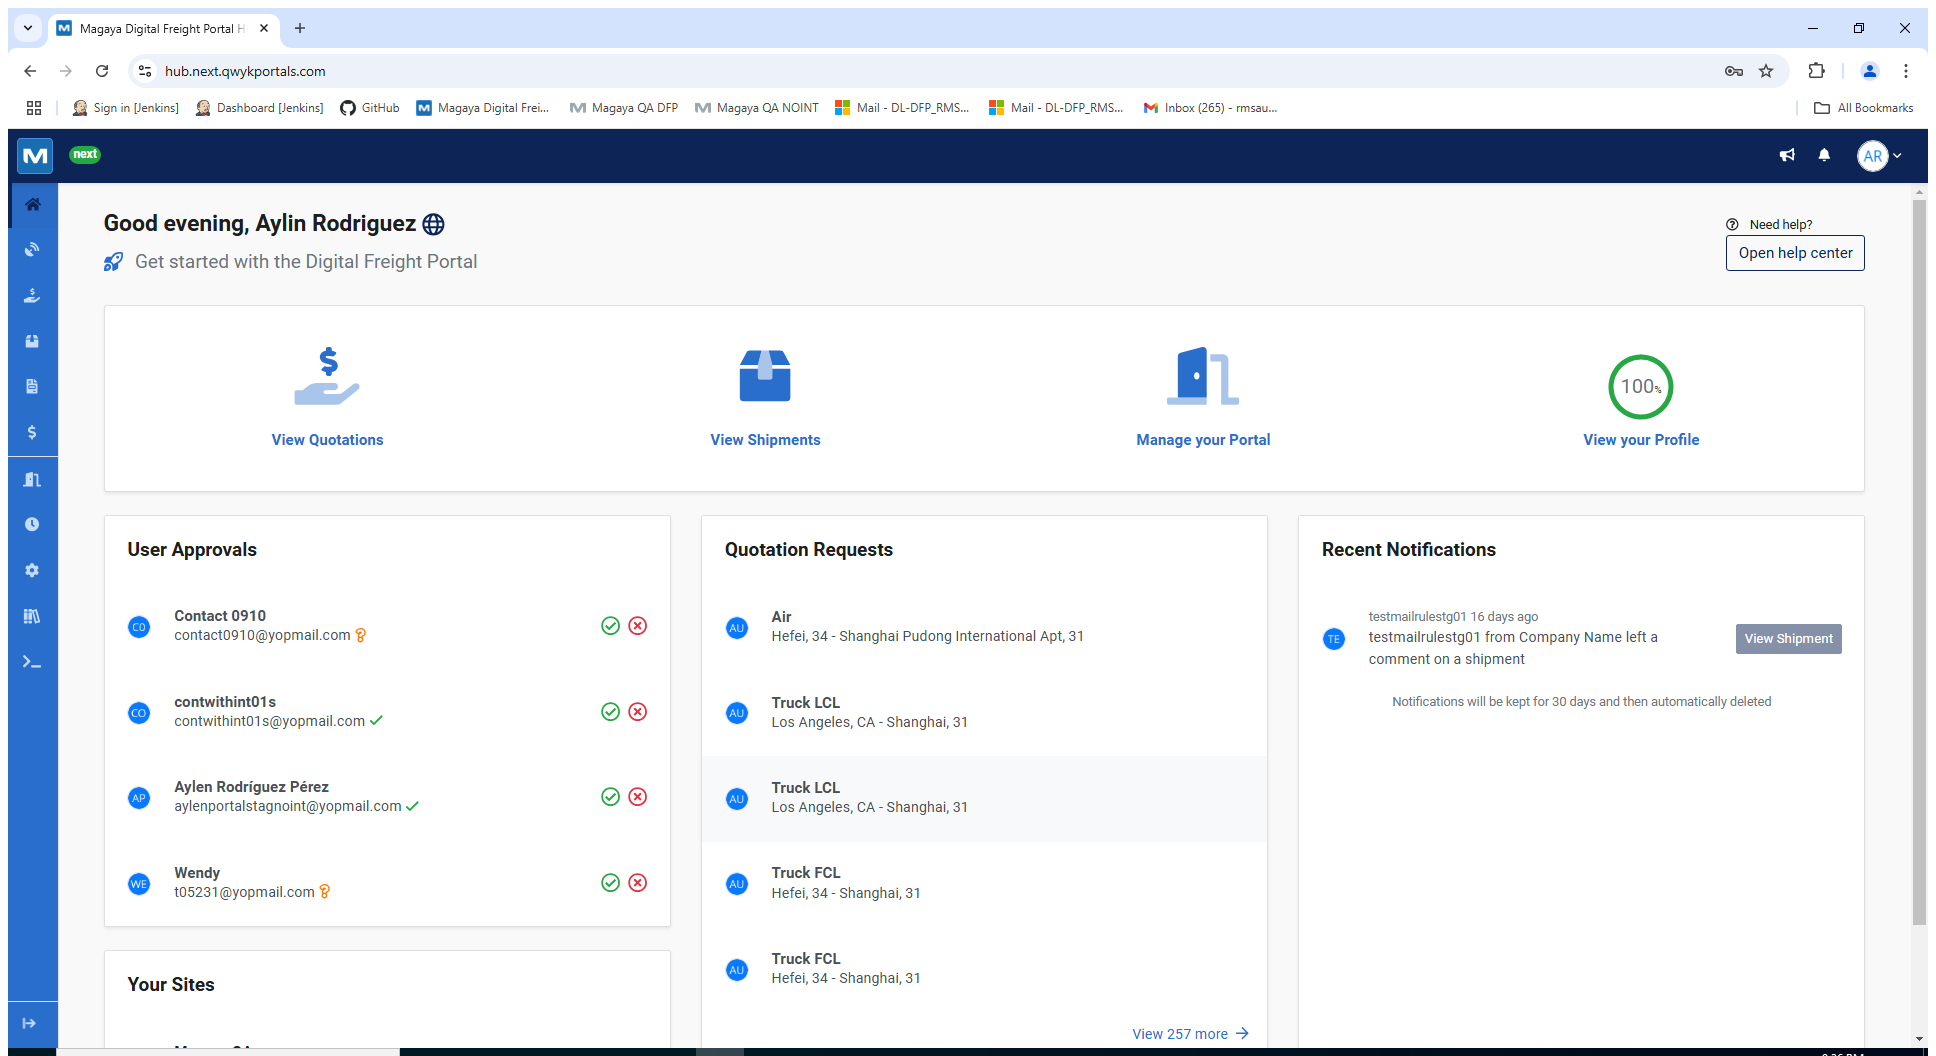 Magaya Digital Freight Portal H
hub.next.qwykportals.com
Sign in [Jenkins]
Dashboard [Jenkins]
GitHub
Magaya Digital Frei...
Magaya QA DFP
Magaya QA NOINT
Mail - DL-DFP_RMS...
Mail - DL-DFP_RMS...
Inbox (265) - rmsau...
All Bookmarks
M
next
AR
Good evening, Aylin Rodriguez
Get started with the Digital Freight Portal
Need help?
Open help center
View Quotations
View Shipments
Manage your Portal
100%
View your Profile
User Approvals
C0
Contact 0910
contact0910@yopmail.com
CO
contwithint01s
contwithint01s@yopmail.com
AP
Aylen Rodríguez Pérez
aylenportalstagnoint@yopmail.com
WE
Wendy
t05231@yopmail.com
Your Sites
Quotation Requests
AU
Air
Hefei, 34 - Shanghai Pudong International Apt, 31
AU
Truck LCL
Los Angeles, CA - Shanghai, 31
AU
Truck LCL
Los Angeles, CA - Shanghai, 31
AU
Truck FCL
Hefei, 34 - Shanghai, 31
AU
Truck FCL
Hefei, 34 - Shanghai, 31
View 257 more
Recent Notifications
TE
testmailrulestg01 16 days ago
testmailrulestg01 from Company Name left a
comment on a shipment
View Shipment
Notifications will be kept for 30 days and then automatically deleted